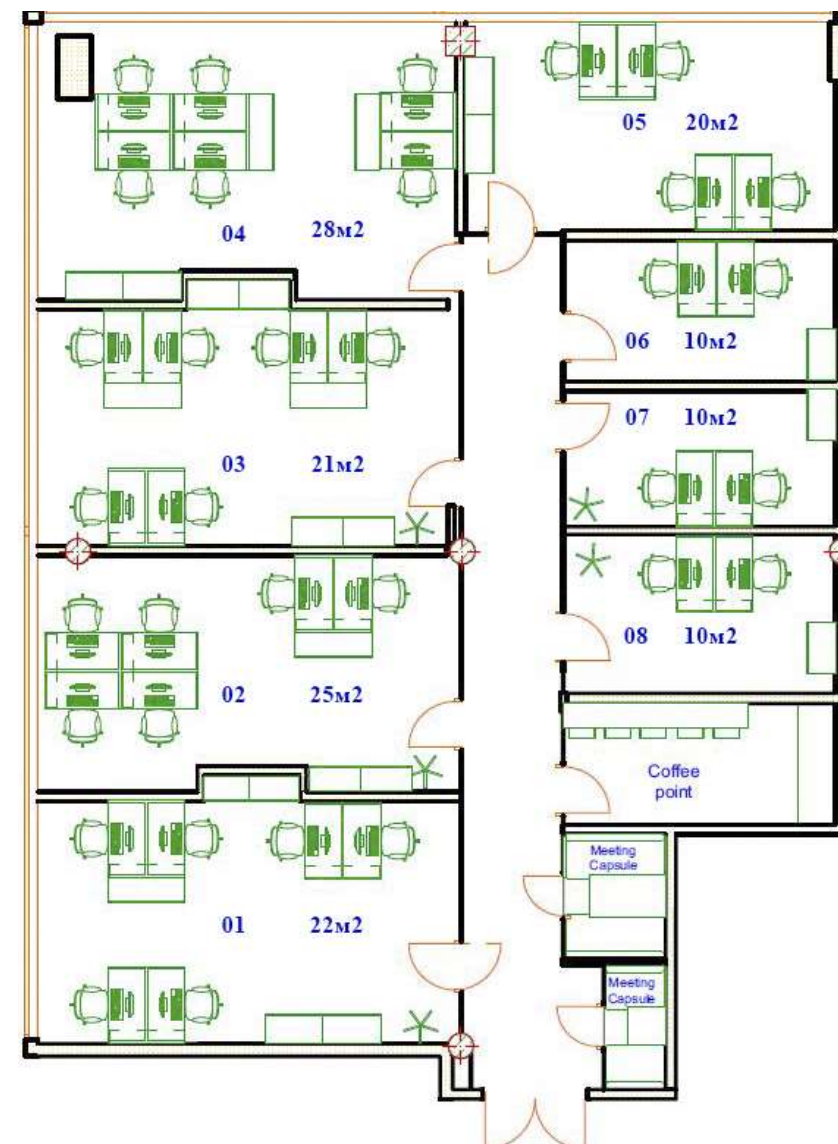 05 20м2
04 28м2
06 10м2
07 10м2
03 21м2
08 10м2
02 25м2
Coffee
point
Meeting
Capsule
01 22м2
Meeting
Capsule